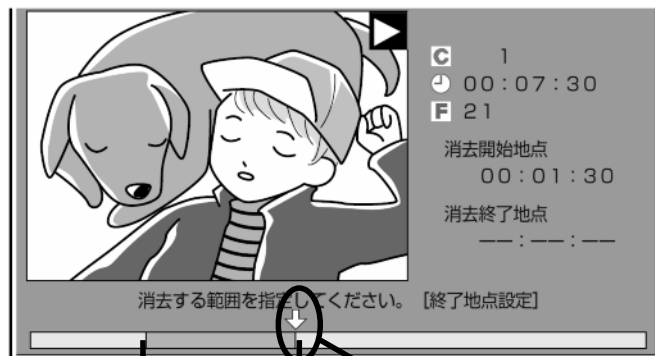 C 1
00:07:30
F 21
消去開始地点
00:01:30
消去終了地点
――:――:――
消去する範囲を指定してください。 [終了地点設定]